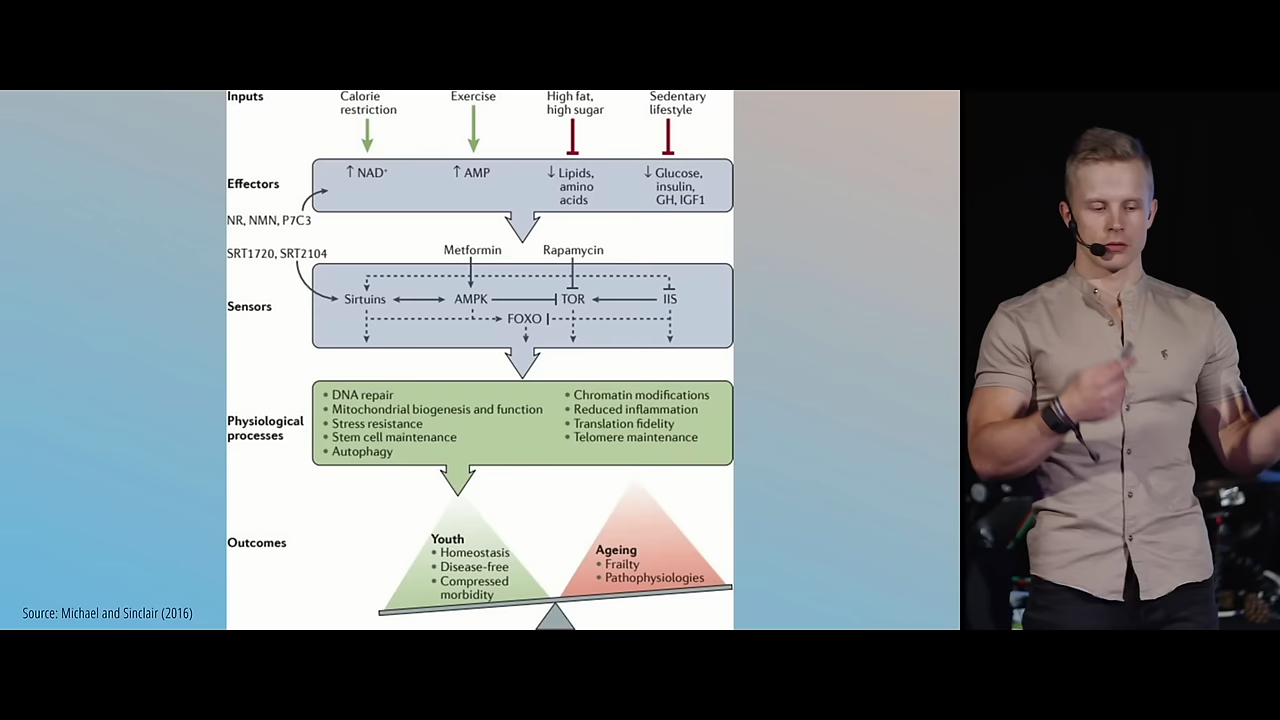 Inputs
Calorie
restriction
Exercise
High fat,
high sugar
Sedentary
lifestyle
Effectors
↑ NAD⁺
↑ AMP
↓ Lipids,
amino
acids
↓ Glucose,
insulin,
GH, IGF1
NR, NMN, P7C3
SRT1720, SRT2104
Metformin
Rapamycin
Sensors
Sirtuins
AMPK
TOR
IIS
FOXO
Physiological
processes
• DNA repair
• Mitochondrial biogenesis and function
• Stress resistance
• Stem cell maintenance
• Autophagy
• Chromatin modifications
• Reduced inflammation
• Translation fidelity
• Telomere maintenance
Outcomes
Youth
• Homeostasis
• Disease-free
• Compressed
morbidity
Ageing
• Frailty
• Pathophysiologies
Source: Michael and Sinclair (2016)